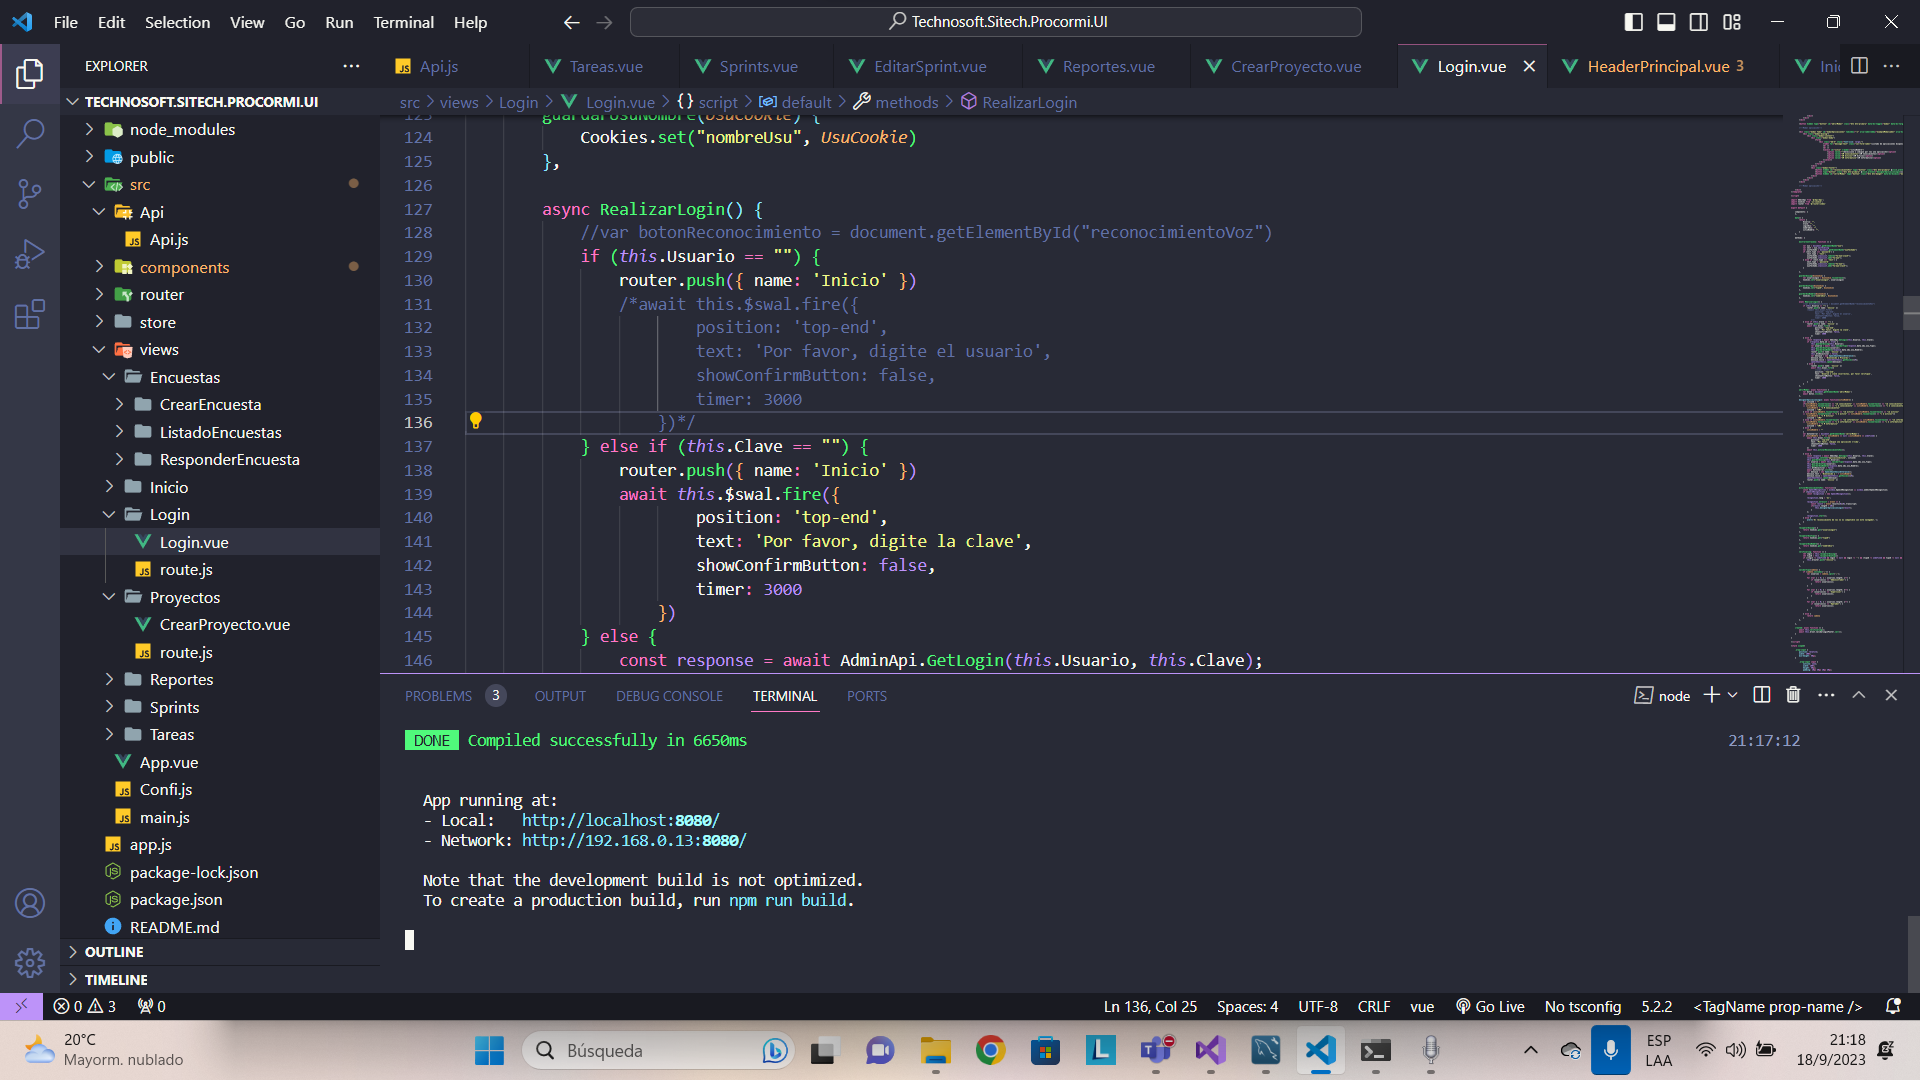 File Edit Selection View Go Run Terminal Help
Technosoft.Sitech.Procormi.UI
EXPLORER
Api.js Tareas.vue Sprints.vue EditarSprint.vue Reportes.vue CrearProyecto.vue Login.vue HeaderPrincipal.vue 3
src > views > Login > Login.vue > {} script > default > methods > RealizarLogin
TECHNOSOFT.SITECH.PROCORMI.UI
node_modules
public
src
Api
Api.js
components
router
store
views
Encuestas
CrearEncuesta
ListadoEncuestas
ResponderEncuesta
Inicio
Login
Login.vue
route.js
Proyectos
CrearProyecto.vue
route.js
Reportes
Sprints
Tareas
App.vue
Confi.js
main.js
app.js
package-lock.json
package.json
README.md
OUTLINE
TIMELINE
123 guardarUsuNombre(UsuCookie) {
124 Cookies.set("nombreUsu", UsuCookie)
125 },
126
127 async RealizarLogin() {
128 //var botonReconocimiento = document.getElementById("reconocimientoVoz")
129 if (this.Usuario == "") {
130 router.push({ name: 'Inicio' })
131 /*await this.$swal.fire({
132 position: 'top-end',
133 text: 'Por favor, digite el usuario',
134 showConfirmButton: false,
135 timer: 3000
136 })*/
137 } else if (this.Clave == "") {
138 router.push({ name: 'Inicio' })
139 await this.$swal.fire({
140 position: 'top-end',
141 text: 'Por favor, digite la clave',
142 showConfirmButton: false,
143 timer: 3000
144 })
145 } else {
146 const response = await AdminApi.GetLogin(this.Usuario, this.Clave);
PROBLEMS 3 OUTPUT DEBUG CONSOLE TERMINAL PORTS
node
DONE Compiled successfully in 6650ms 21:17:12
App running at:
- Local: http://localhost:8080/
- Network: http://192.168.0.13:8080/
Note that the development build is not optimized.
To create a production build, run npm run build.
0 3 0
Ln 136, Col 25 Spaces: 4 UTF-8 CRLF vue Go Live No tsconfig 5.2.2 <TagName prop-name />
20°C
Mayorm. nublado
Búsqueda
ESP
LAA
21:18
18/9/2023